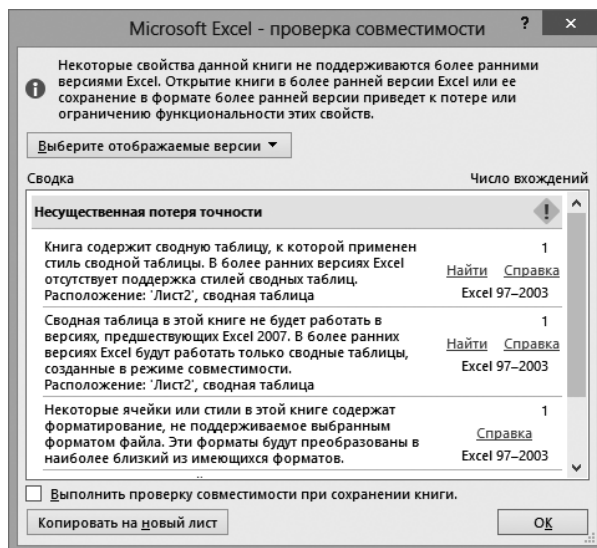 Microsoft Excel - проверка совместимости ? ×
Некоторые свойства данной книги не поддерживаются более ранними
версиями Excel. Открытие книги в более ранней версии Excel или ее
сохранение в формате более ранней версии приведет к потере или
ограничению функциональности этих свойств.
Выберите отображаемые версии
Сводка Число вхождений
Несущественная потеря точности
Книга содержит сводную таблицу, к которой применен 1
стиль сводной таблицы. В более ранних версиях Excel
отсутствует поддержка стилей сводных таблиц. Найти Справка
Расположение: 'Лист2', сводная таблица Excel 97–2003
Сводная таблица в этой книге не будет работать в 1
версиях, предшествующих Excel 2007. В более ранних
версиях Excel будут работать только сводные таблицы, Найти Справка
созданные в режиме совместимости. Excel 97–2003
Расположение: 'Лист2', сводная таблица
Некоторые ячейки или стили в этой книге содержат 1
форматирование, не поддерживаемое выбранным
форматом файла. Эти форматы будут преобразованы в Справка
наиболее близкий из имеющихся форматов. Excel 97–2003
Выполнить проверку совместимости при сохранении книги.
Копировать на новый лист ОК